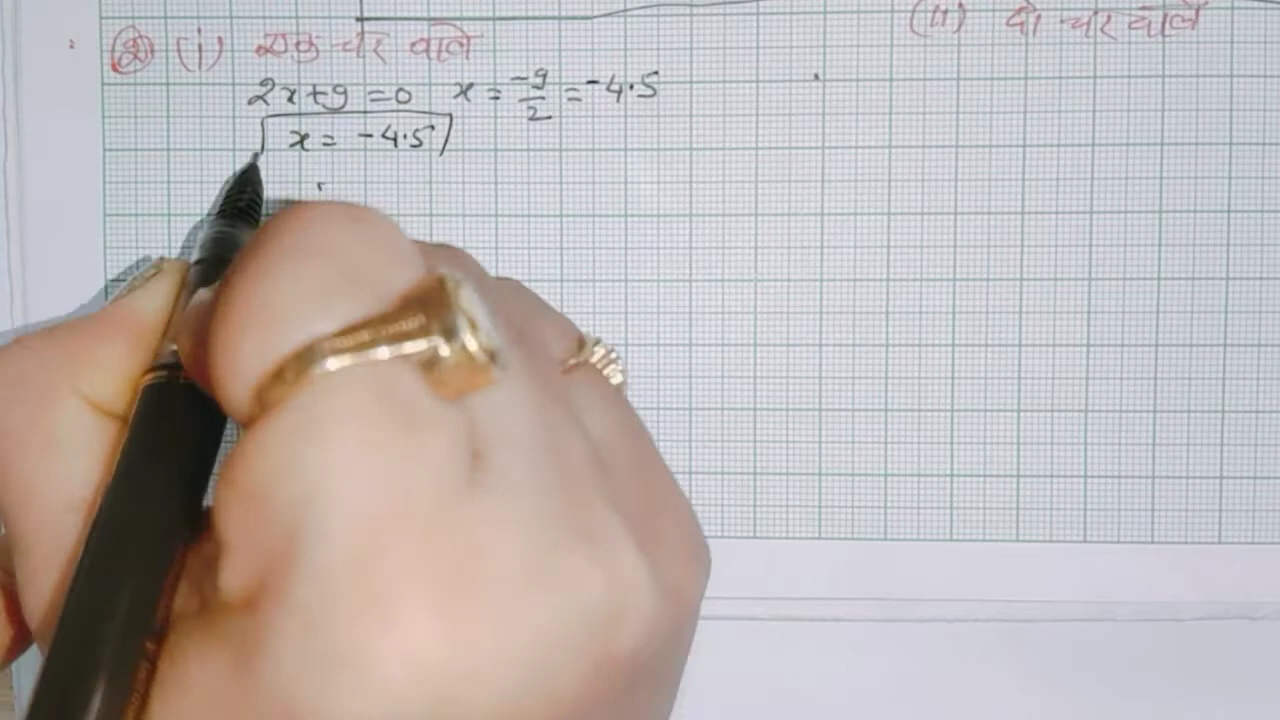 (2) (i) एक चर वाले
2x+9 =0 x = -9/2 = -4.5
x = -4.5
(ii) दो चर वाले